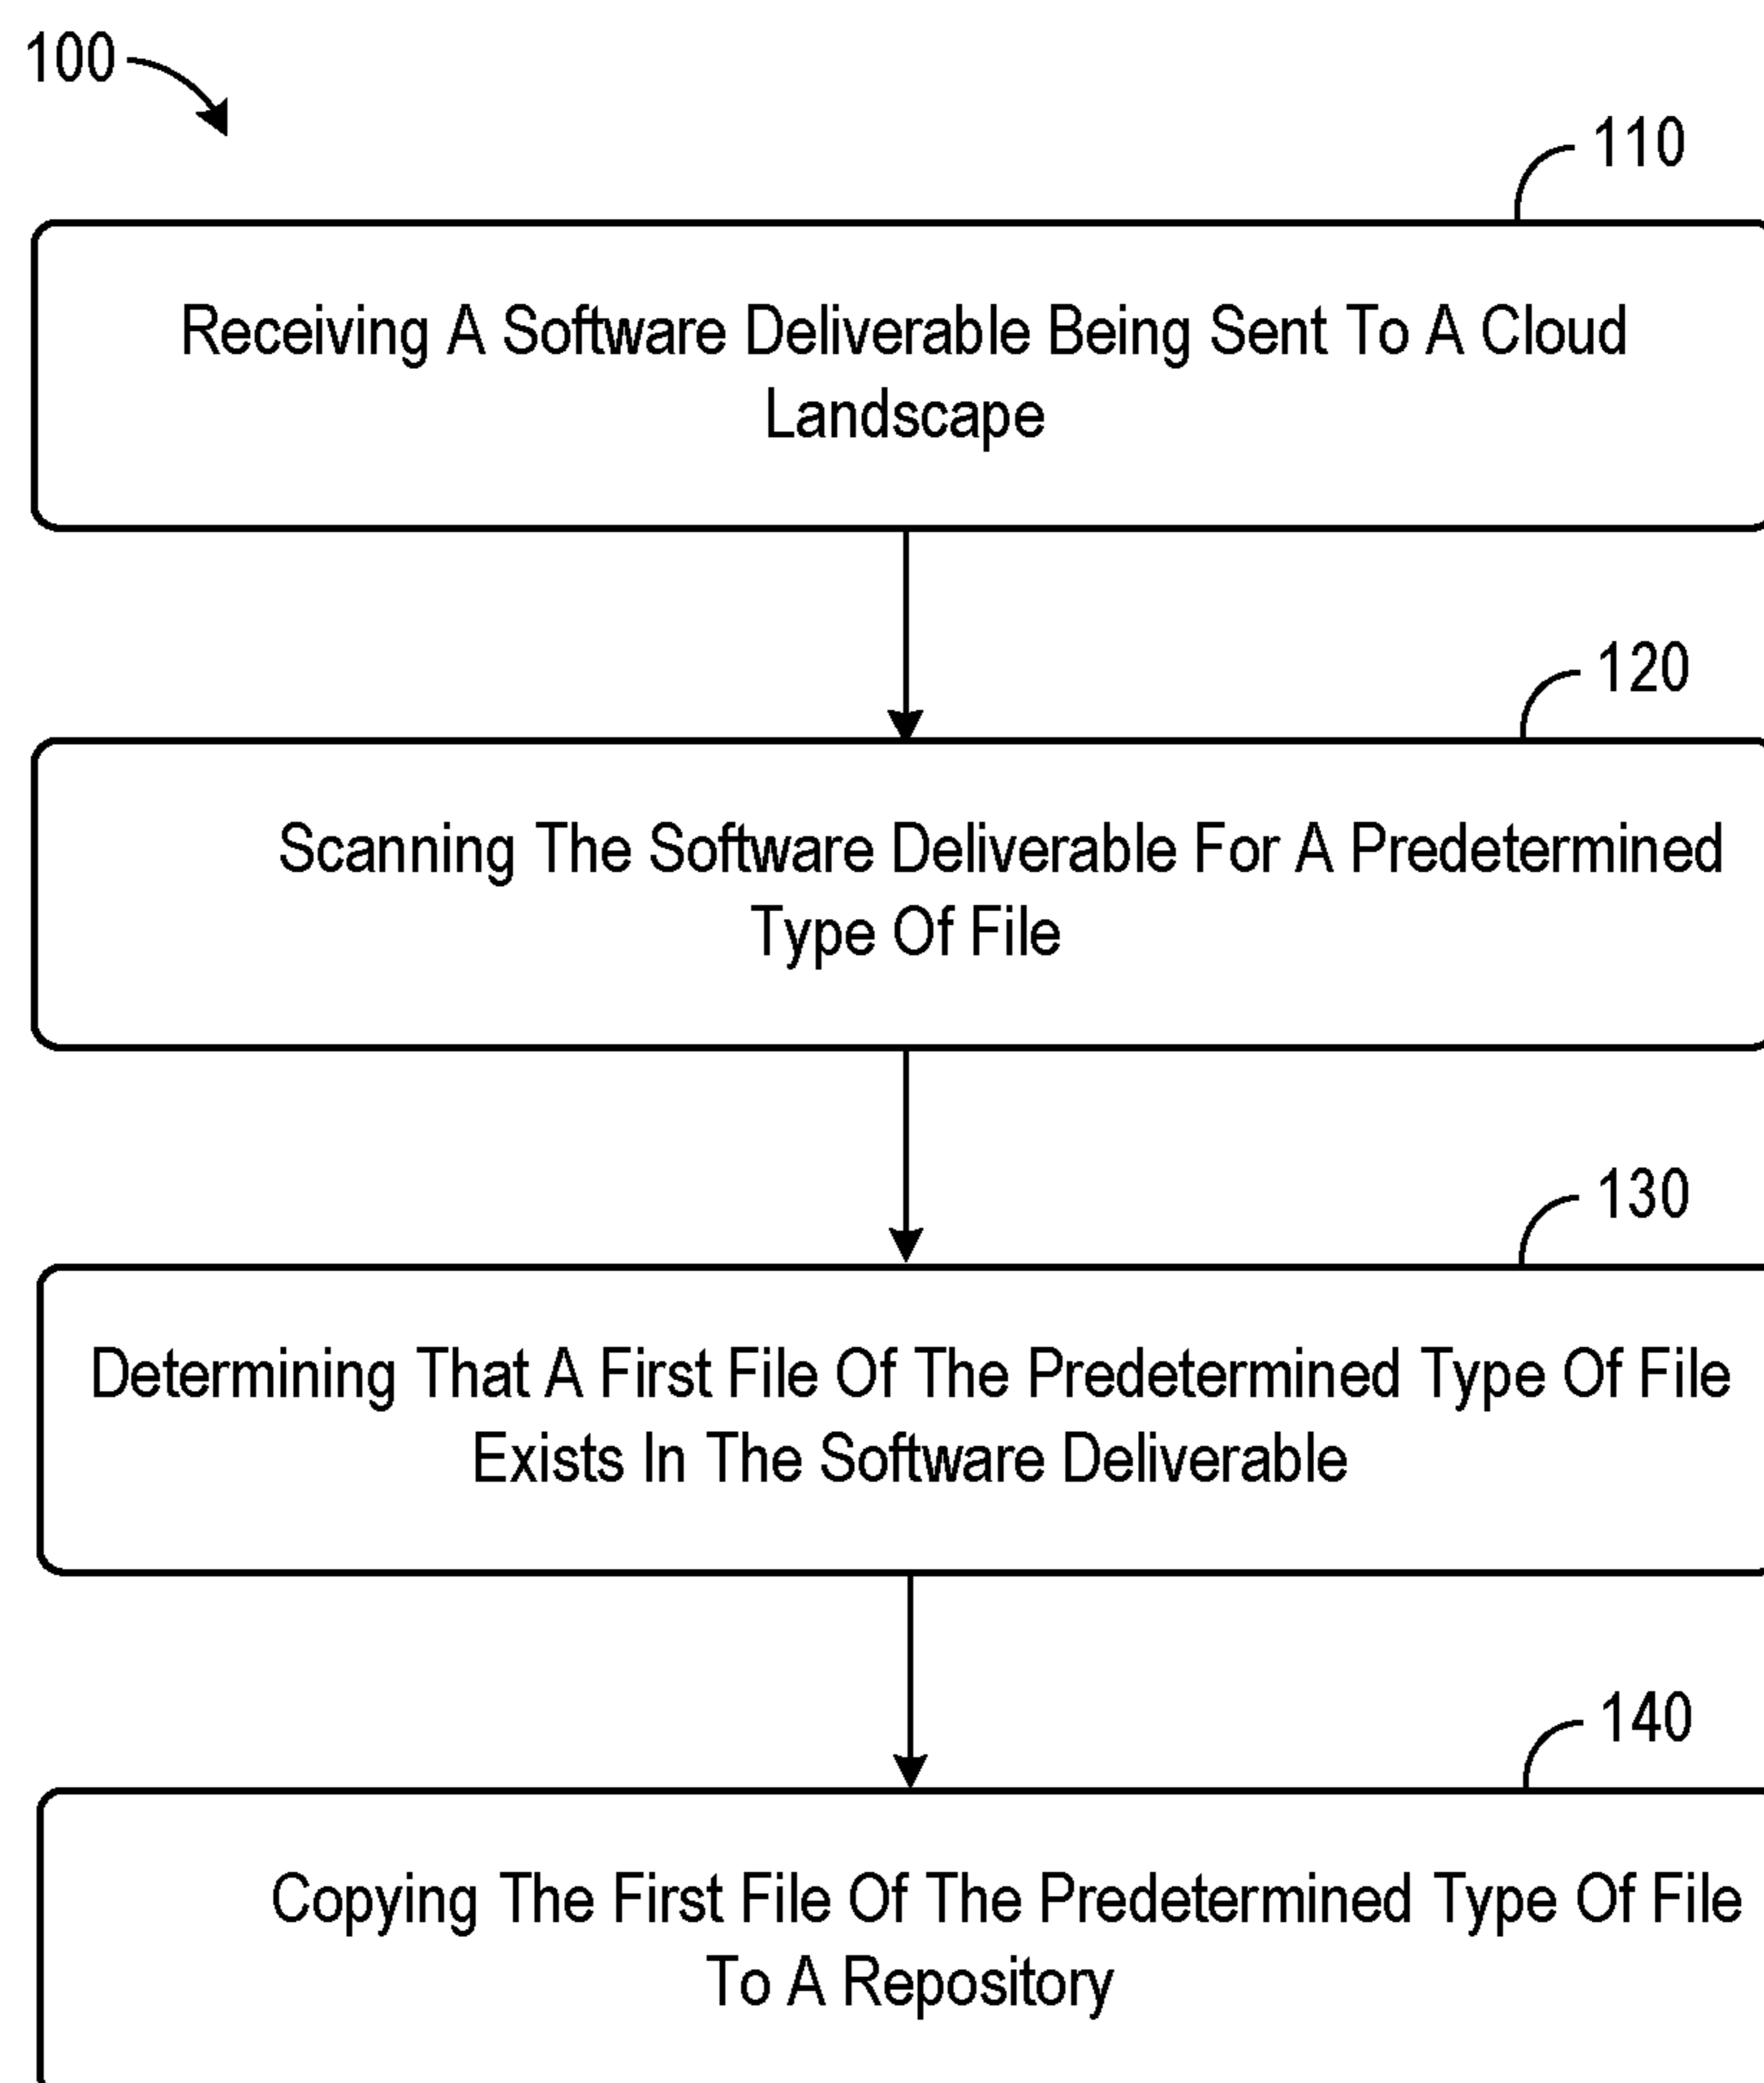 100
110
Receiving A Software Deliverable Being Sent To A Cloud
Landscape
120
Scanning The Software Deliverable For A Predetermined
Type Of File
130
Determining That A First File Of The Predetermined Type Of File
Exists In The Software Deliverable
140
Copying The First File Of The Predetermined Type Of File
To A Repository